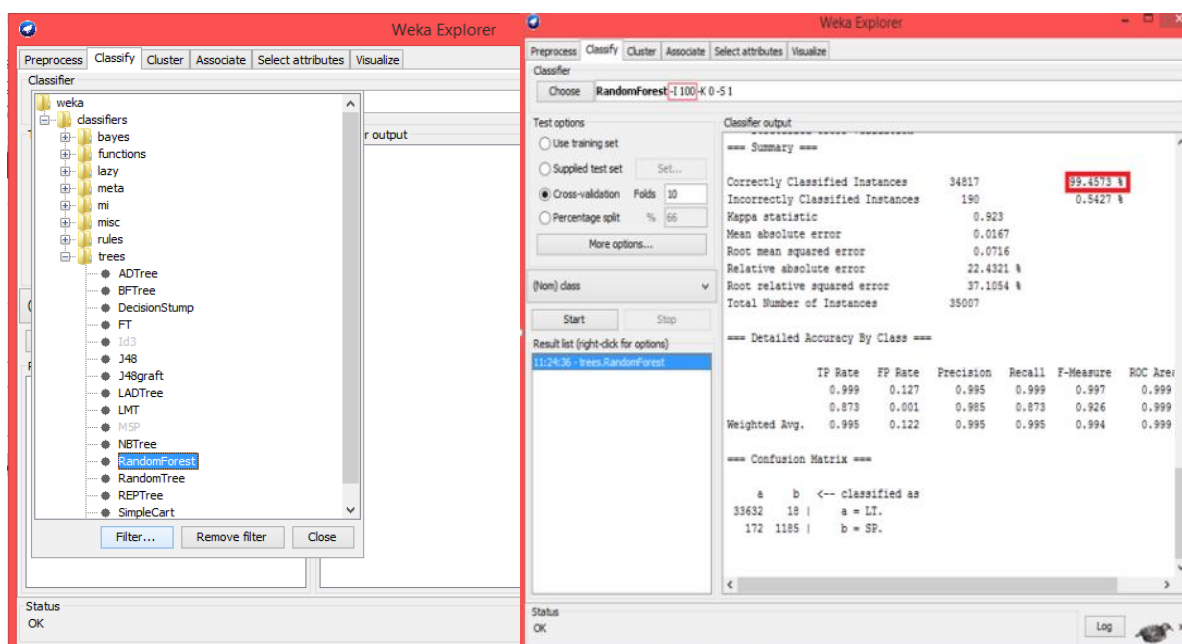 Weka Explorer
Preprocess Classify Cluster Associate Select attributes Visualize
Classifier
weka
classifiers
bayes
functions
lazy
meta
mi
misc
rules
trees
ADTree
BFTree
DecisionStump
FT
Id3
J48
J48graft
LADTree
LMT
M5P
NBTree
RandomForest
RandomTree
REPTree
SimpleCart
Filter... Remove filter Close
r output
Status
OK
Weka Explorer
Preprocess Classify Cluster Associate Select attributes Visualize
Classifier
Choose RandomForest -I 100 -K 0 -S 1
Test options
Use training set
Supplied test set Set...
Cross-validation Folds 10
Percentage split % 66
More options...
(Nom) class
Start Stop
Result list (right-click for options)
11:24:36 - trees.RandomForest
Classifier output
=== Summary ===
Correctly Classified Instances 34817 99.4573 %
Incorrectly Classified Instances 190 0.5427 %
Kappa statistic 0.923
Mean absolute error 0.0167
Root mean squared error 0.0716
Relative absolute error 22.4321 %
Root relative squared error 37.1054 %
Total Number of Instances 35007
=== Detailed Accuracy By Class ===
TP Rate FP Rate Precision Recall F-Measure ROC Area
0.999 0.127 0.995 0.999 0.997 0.999
0.873 0.001 0.985 0.873 0.926 0.999
Weighted Avg. 0.995 0.122 0.995 0.995 0.994 0.999
=== Confusion Matrix ===
a b <-- classified as
33632 18 | a = LT.
172 1185 | b = SP.
Status
OK
Log